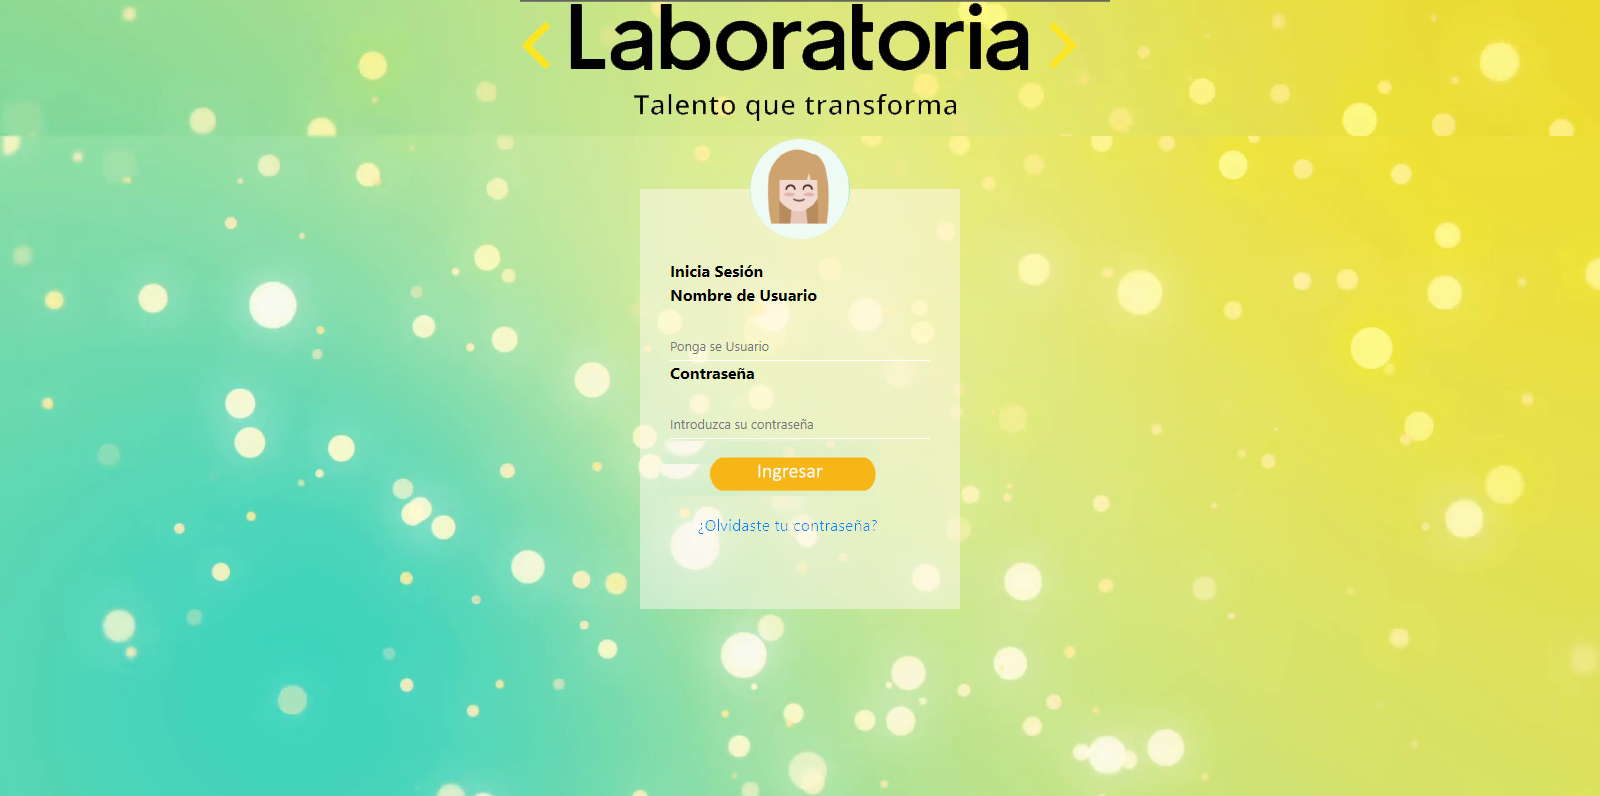 < Laboratoria >
Talento que transforma
Inicia Sesión
Nombre de Usuario
Ponga se Usuario
Contraseña
Introduzca su contraseña
Ingresar
¿Olvidaste tu contraseña?